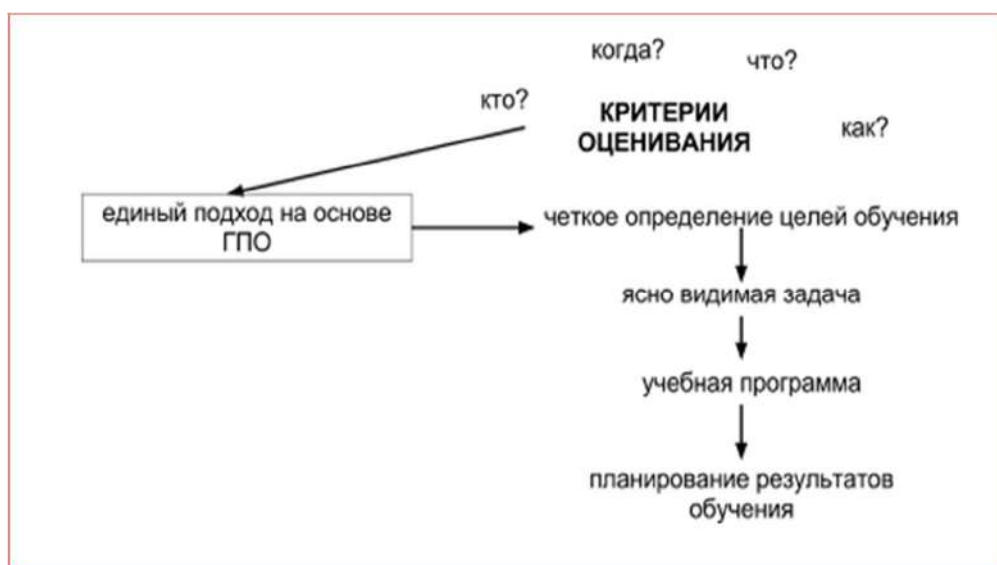 когда?
что?
кто?
КРИТЕРИИ
ОЦЕНИВАНИЯ
как?
единый подход на основе
ГПО
четкое определение целей обучения
ясно видимая задача
учебная программа
планирование результатов
обучения